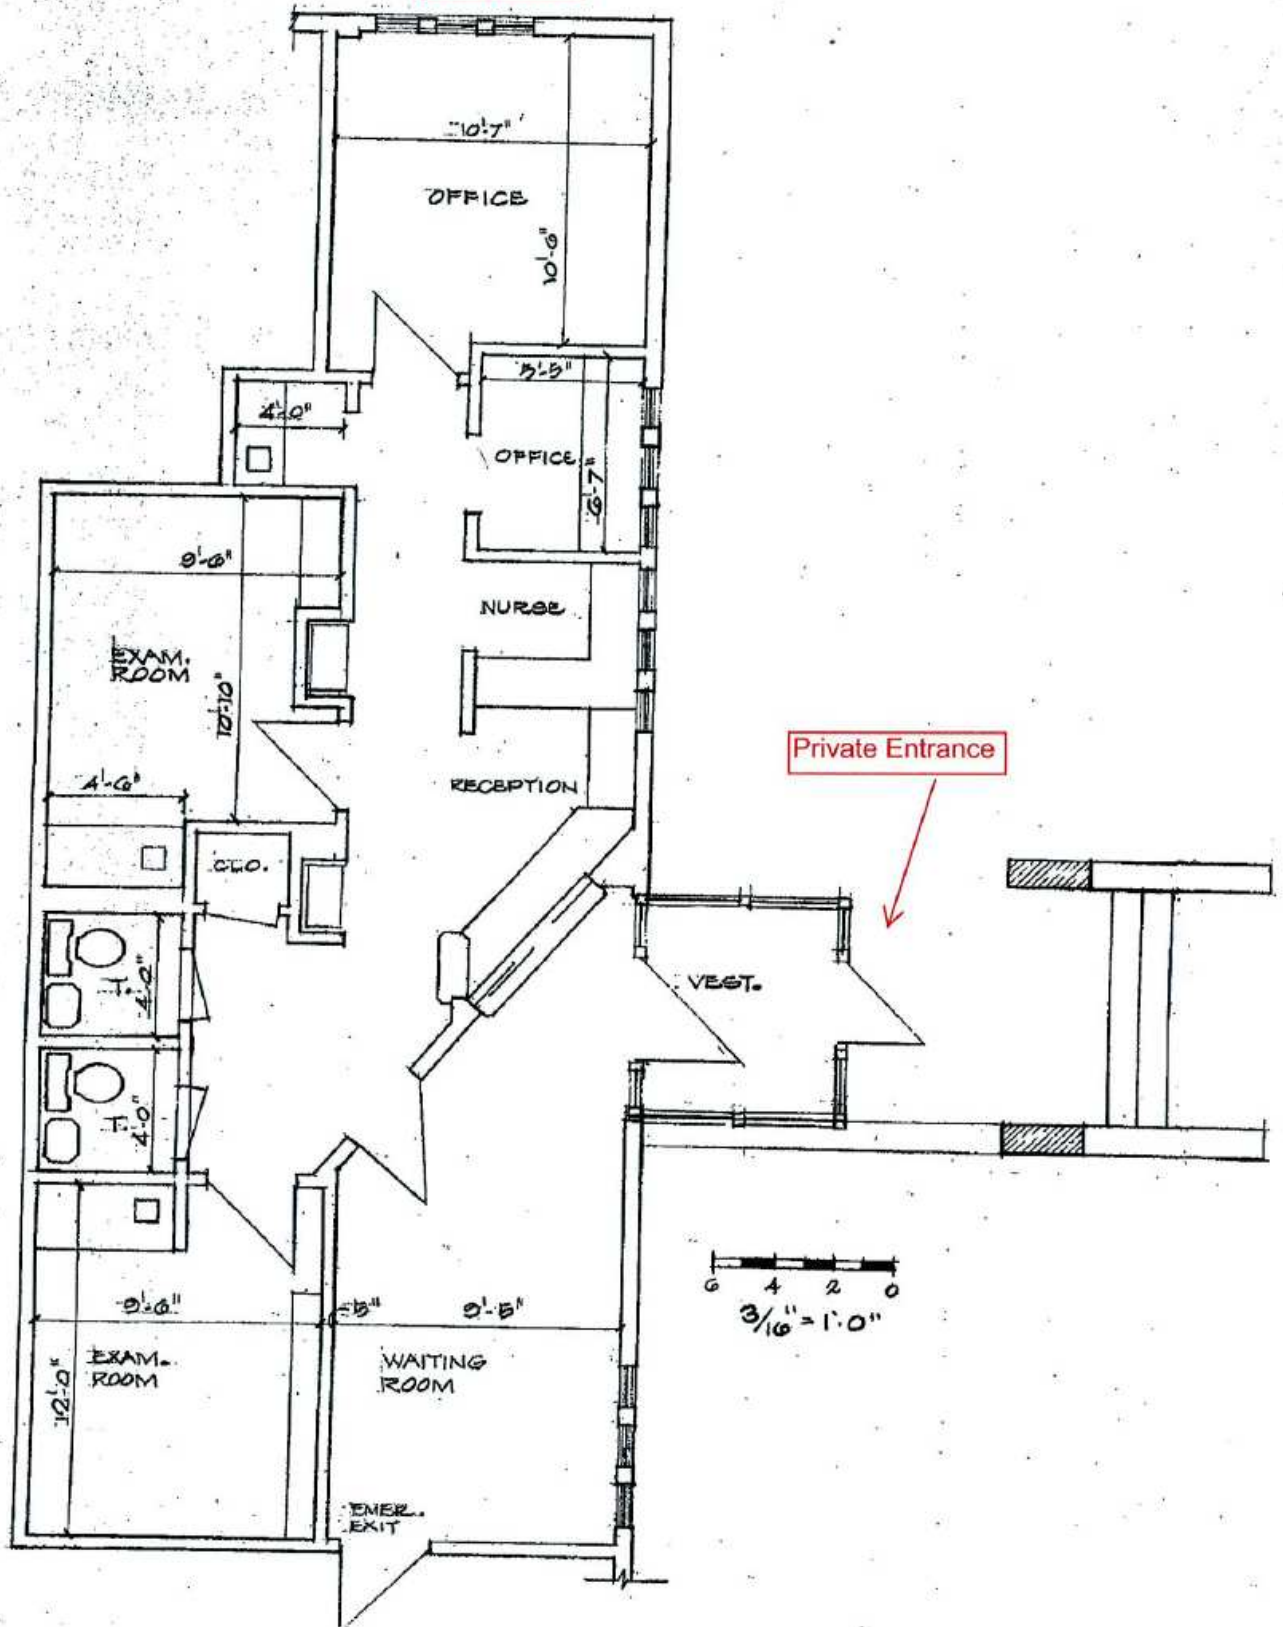 10'-7"
OFFICE
10'-0"
5'-5"
4'-0"
OFFICE
6'-7"
9'-6"
NURSE
EXAM.
ROOM
10'-10"
Private Entrance
4'-6"
RECEPTION
CLO.
VEST.
T.
4'-0"
T.
4'-0"
6 4 2 0
3/16" = 1'-0"
9'-6"
5"
9'-5"
EXAM.
ROOM
WAITING
ROOM
12'-0"
EMER.
EXIT